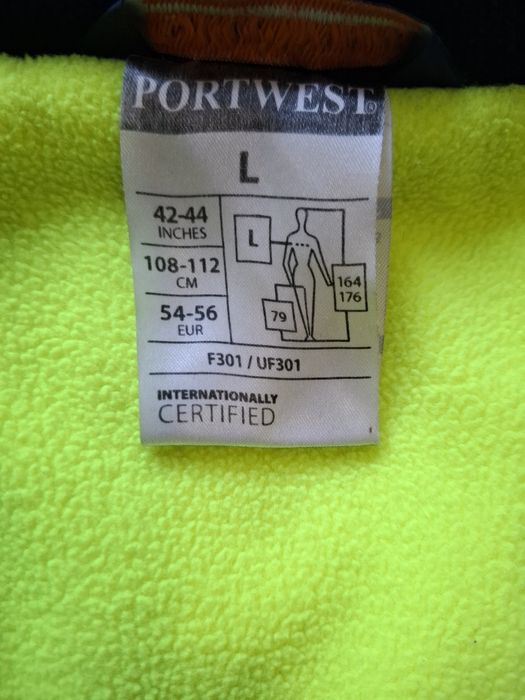 PORTWEST®
L
42-44
INCHES
108-112
CM
54-56
EUR
L
164
176
79
F301 / UF301
INTERNATIONALLY
CERTIFIED